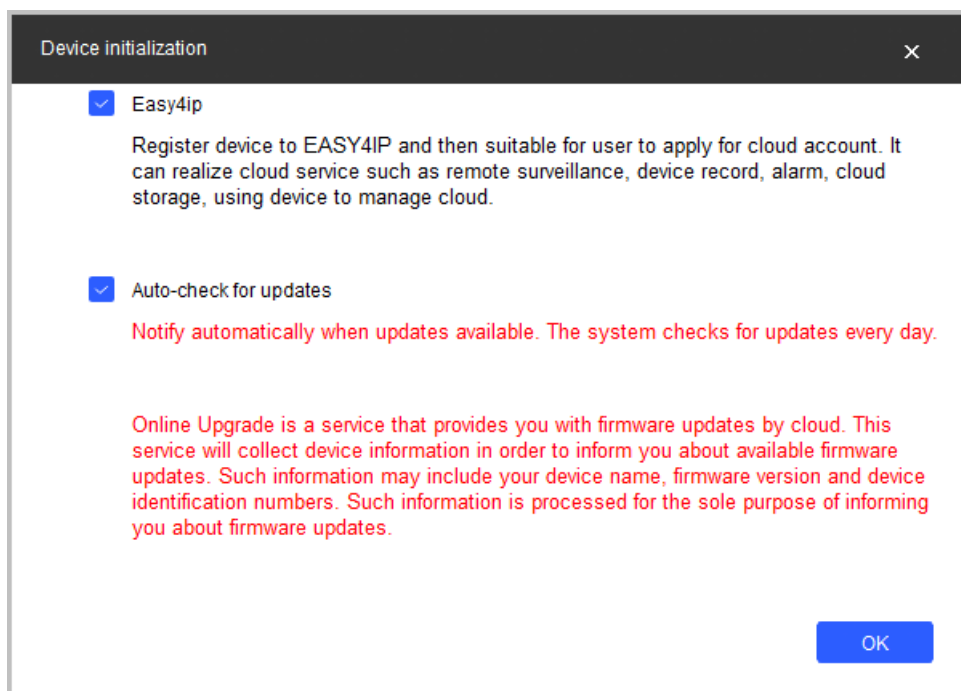 Device initialization
Easy4ip
Register device to EASY4IP and then suitable for user to apply for cloud account. It
can realize cloud service such as remote surveillance, device record, alarm, cloud
storage, using device to manage cloud.
Auto-check for updates
Notify automatically when updates available. The system checks for updates every day.
Online Upgrade is a service that provides you with firmware updates by cloud. This
service will collect device information in order to inform you about available firmware
updates. Such information may include your device name, firmware version and device
identification numbers. Such information is processed for the sole purpose of informing
you about firmware updates.
OK